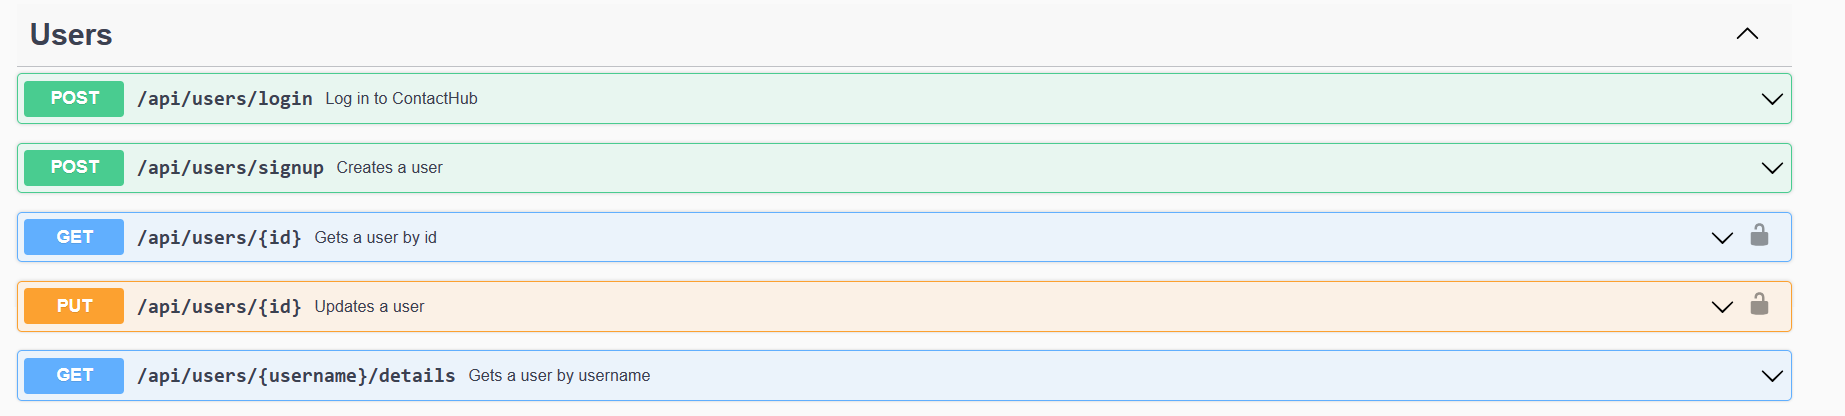 Users
POST /api/users/login Log in to ContactHub
POST /api/users/signup Creates a user
GET /api/users/{id} Gets a user by id
PUT /api/users/{id} Updates a user
GET /api/users/{username}/details Gets a user by username